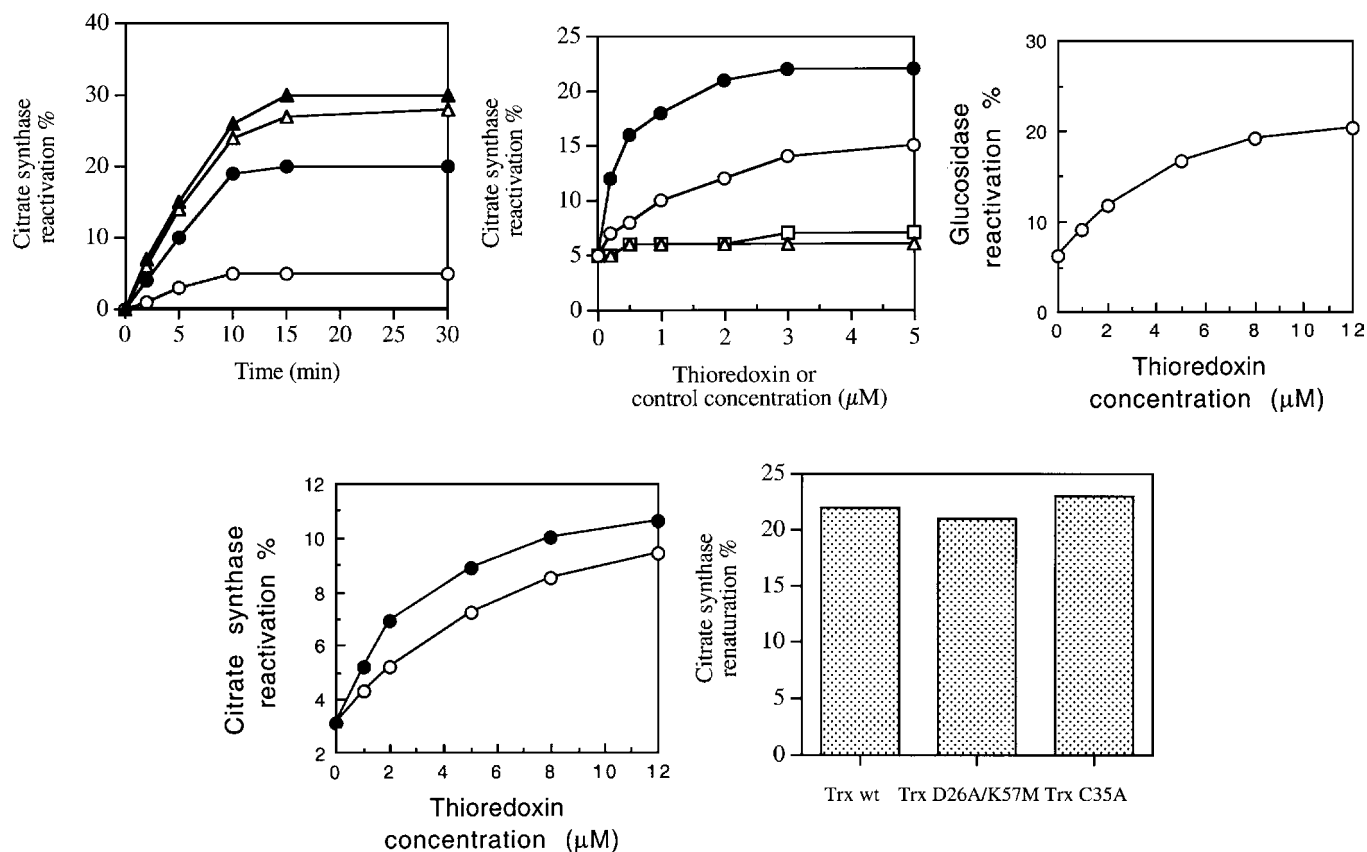 Citrate synthase
reactivation %
40
30
20
10
0
0 5 10 15 20 25 30
Time (min)
Citrate synthase
reactivation %
25
20
15
10
5
0
0 1 2 3 4 5
Thioredoxin or
control concentration (μM)
Glucosidase
reactivation %
30
20
10
0
0 2 4 6 8 10 12
Thioredoxin
concentration (μM)
Citrate synthase
reactivation %
12
10
8
6
4
2
0 2 4 6 8 10 12
Thioredoxin
concentration (μM)
Citrate synthase
renaturation %
25
20
22
15
10
5
0
Trx wt Trx D26A/K57M Trx C35A